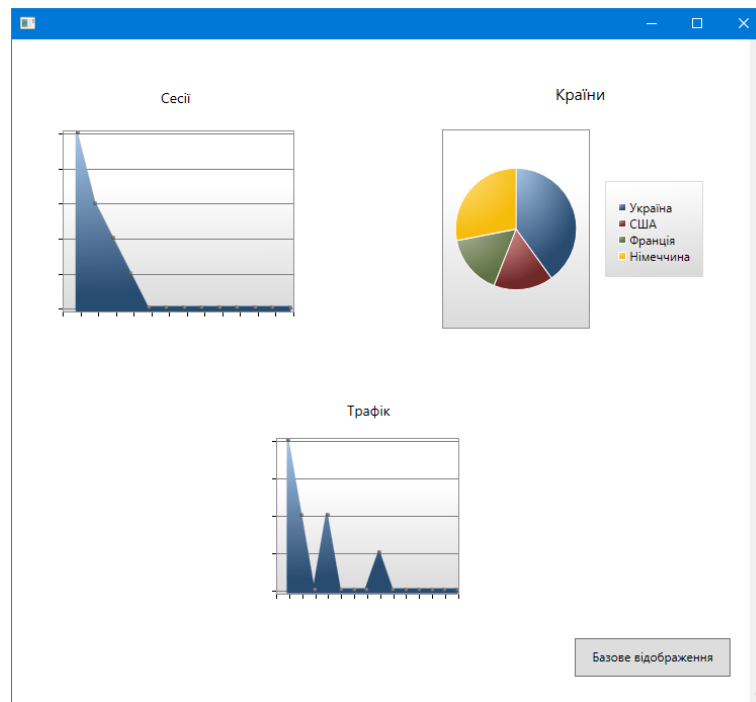 Сесії
Країни
Україна
США
Франція
Німеччина
Трафік
Базове відображення